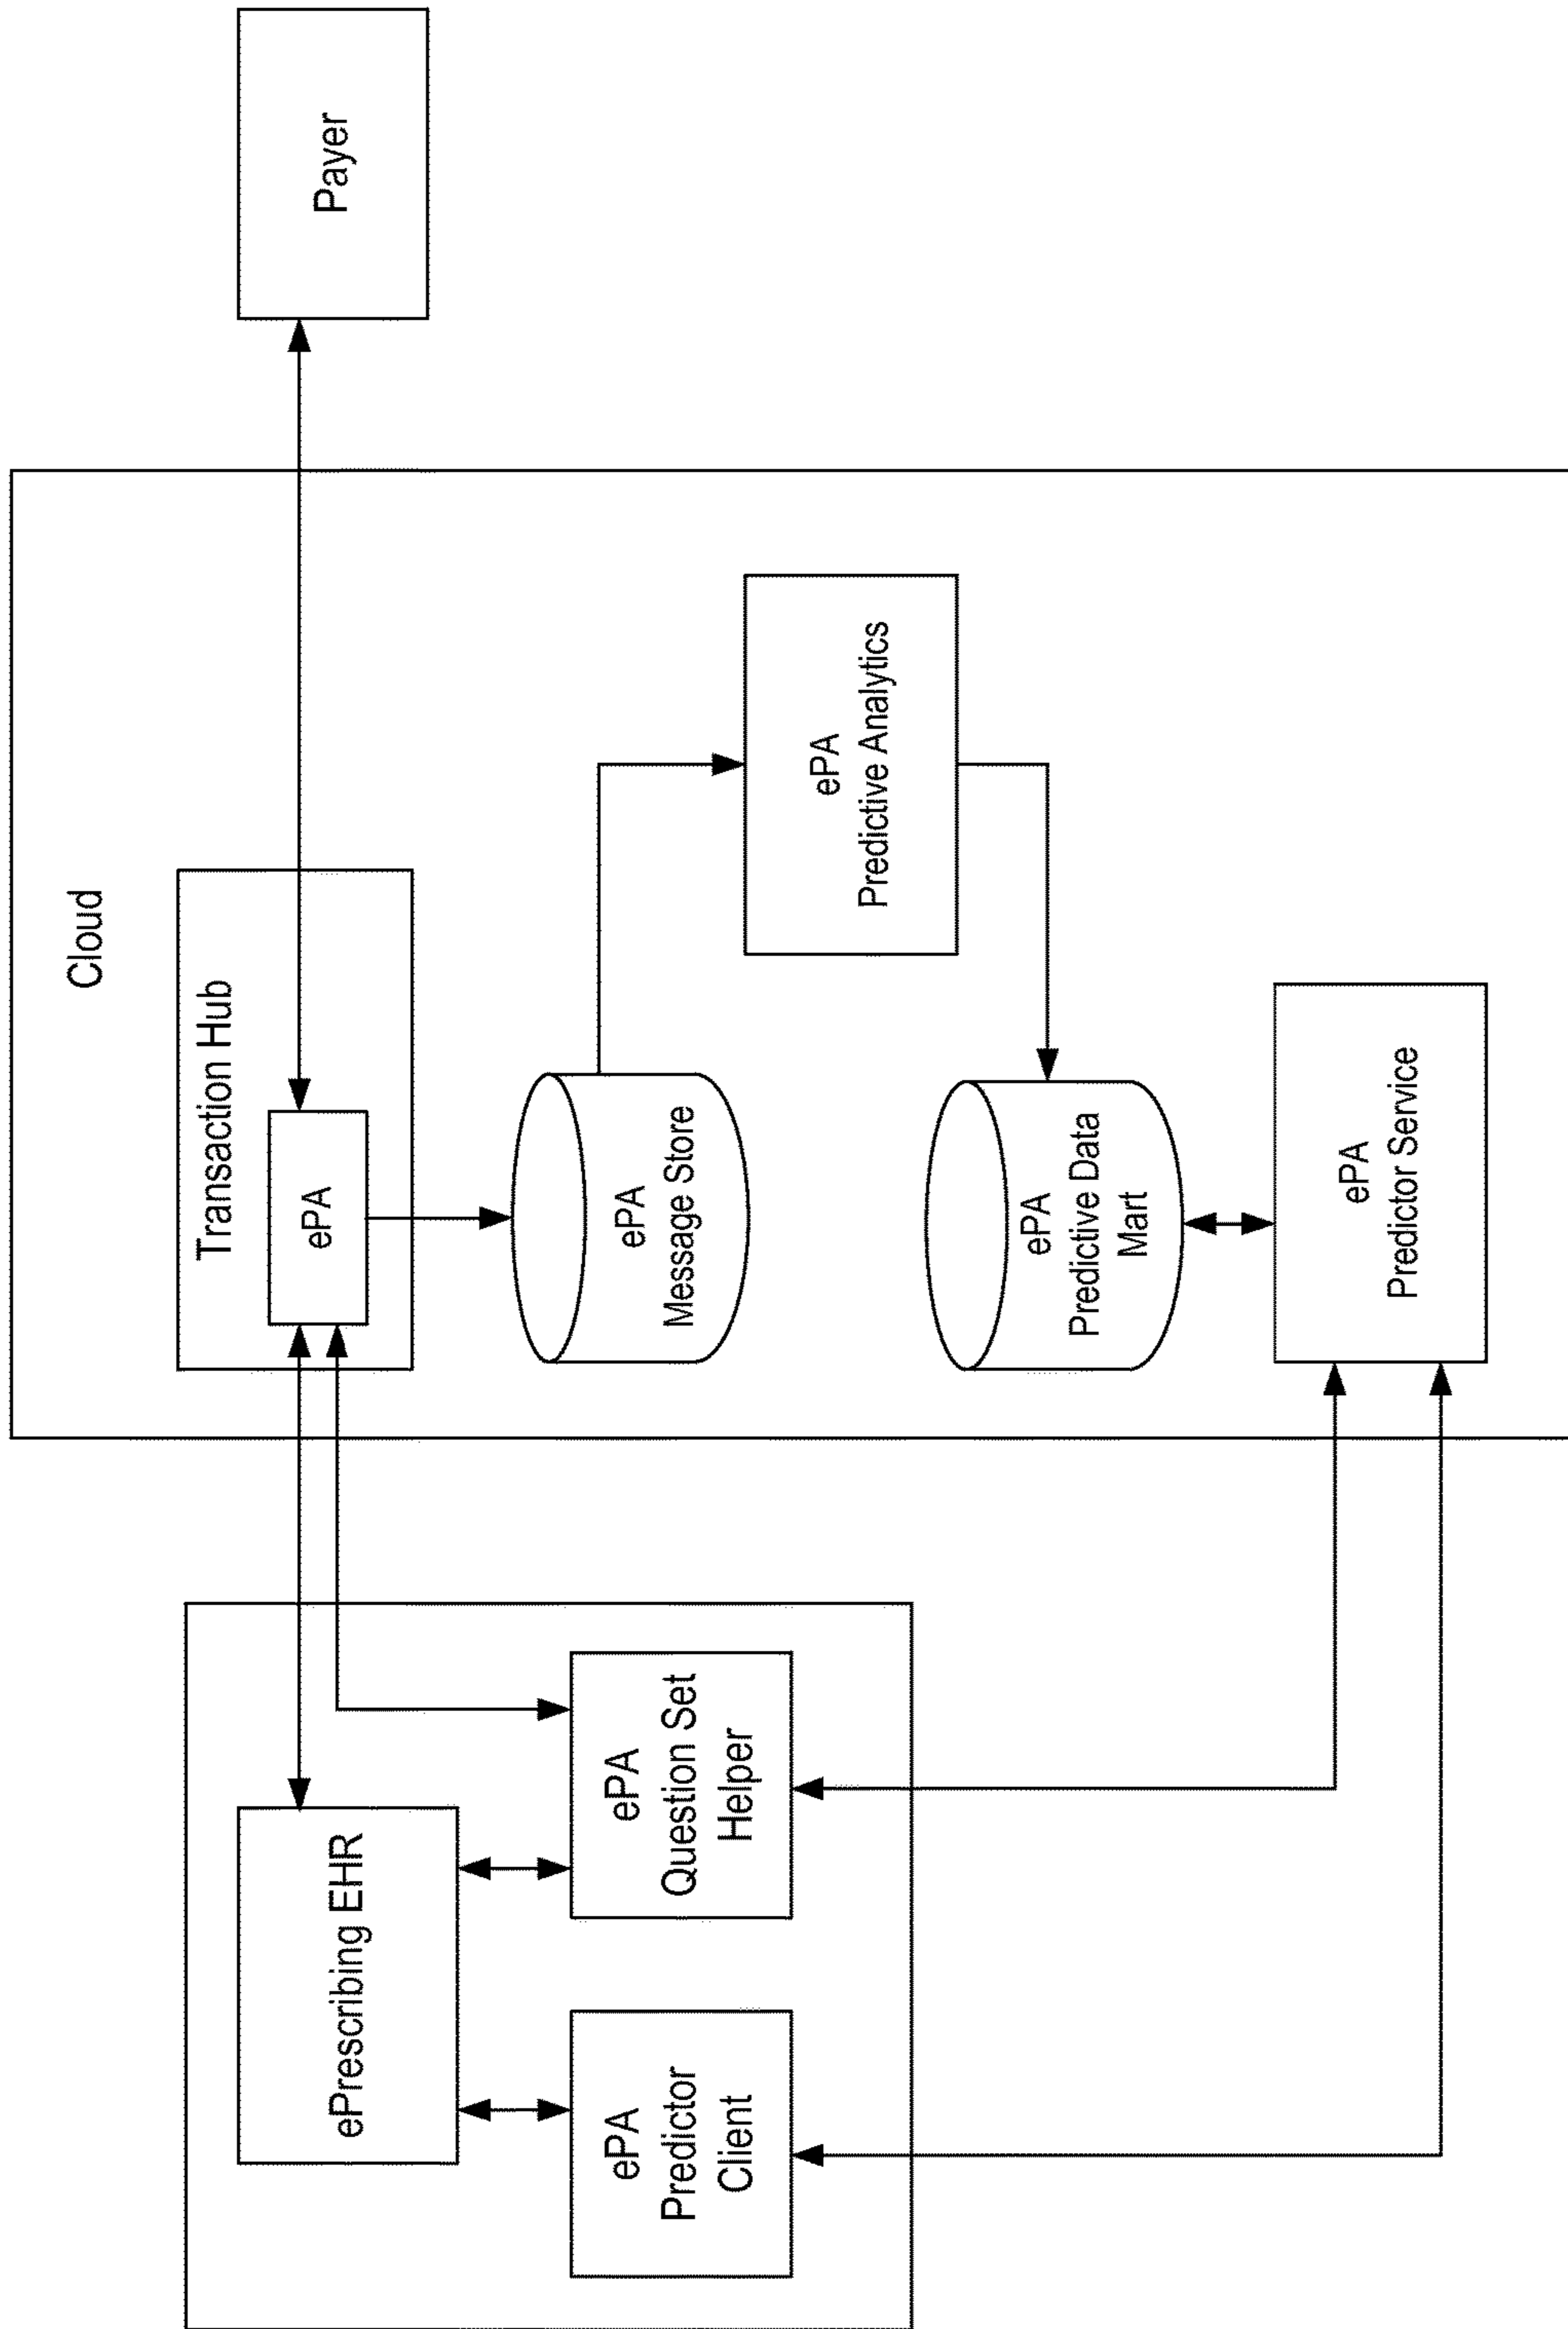 ePrescribing EHR
ePA
Predictor
Client
ePA
Question Set
Helper
Cloud
Transaction Hub
ePA
ePA
Message Store
ePA
Predictive Analytics
ePA
Predictive Data
Mart
ePA
Predictor Service
Payer